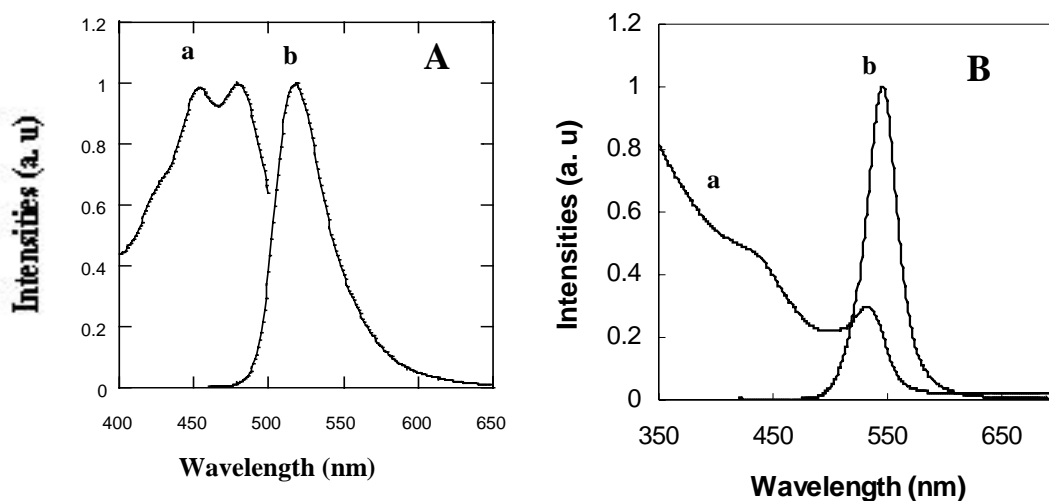 1.2
1
0.8
0.6
0.4
0.2
0
400 450 500 550 600 650
Intensities (a. u)
Wavelength (nm)
a
b
A
1.2
1
0.8
0.6
0.4
0.2
0
350 450 550 650
Intensities (a. u)
Wavelength (nm)
a
b
B